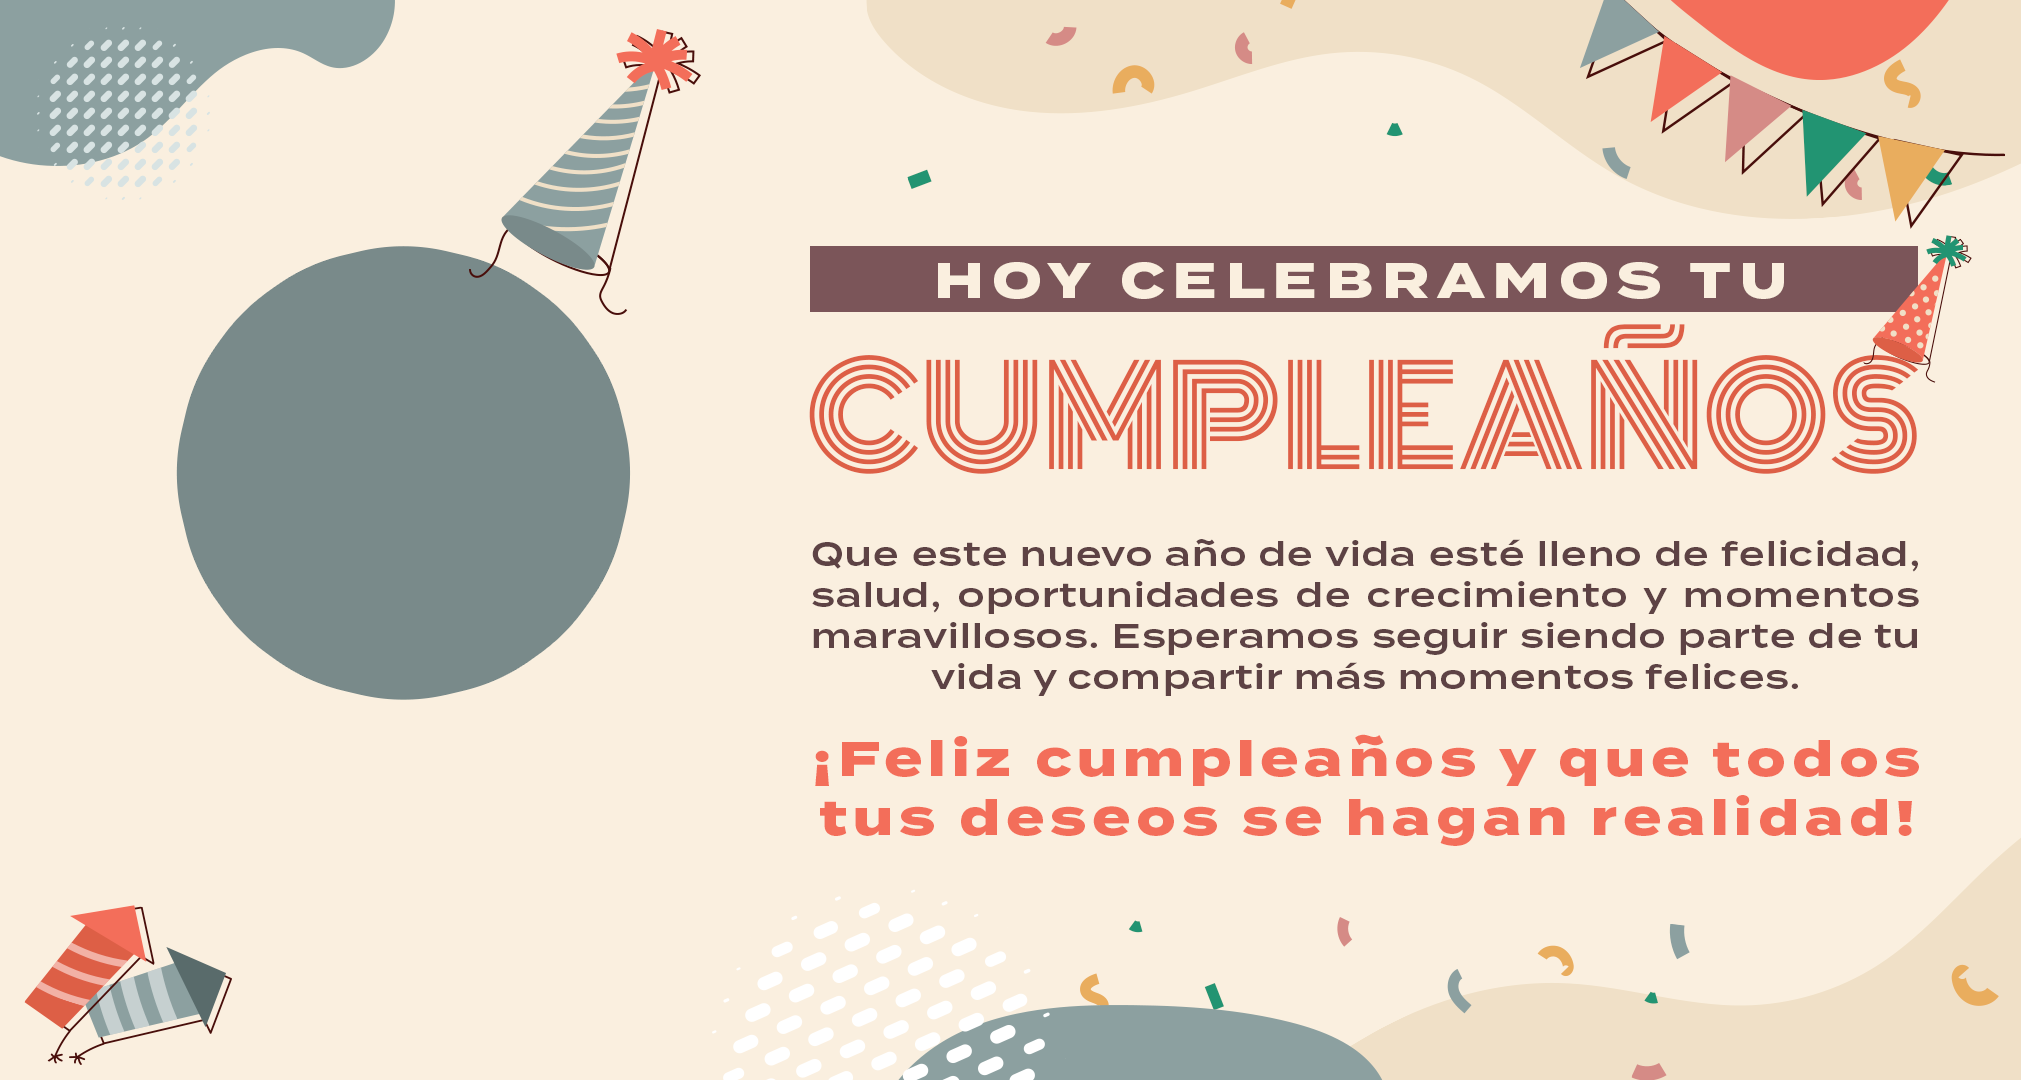 HOY CELEBRAMOS TU
CUMPLEAÑOS
Que este nuevo año de vida esté lleno de felicidad,
salud, oportunidades de crecimiento y momentos
maravillosos. Esperamos seguir siendo parte de tu
vida y compartir más momentos felices.
¡Feliz cumpleaños y que todos
tus deseos se hagan realidad!